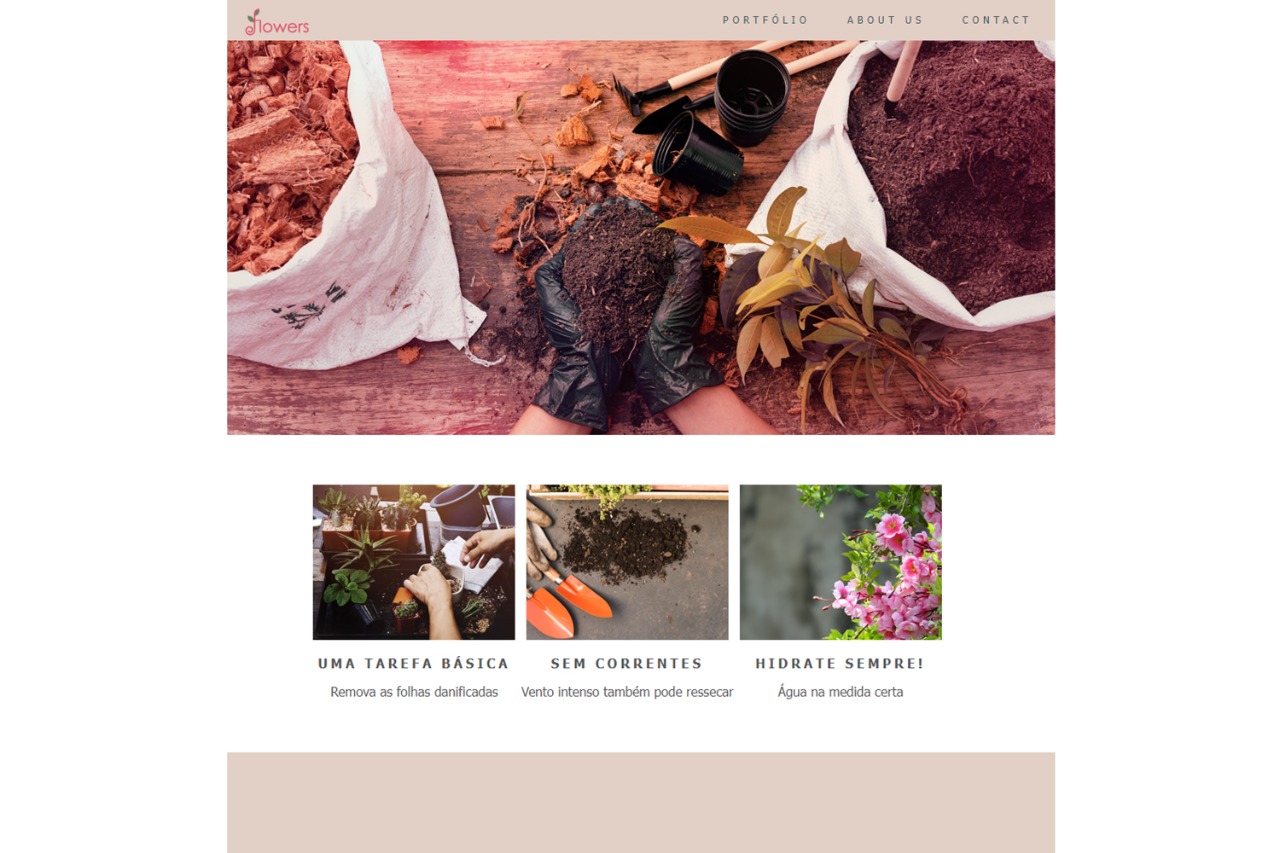 flowers
PORTFÓLIO ABOUT US CONTACT
UMA TAREFA BÁSICA
Remova as folhas danificadas
SEM CORRENTES
Vento intenso também pode ressecar
HIDRATE SEMPRE!
Água na medida certa